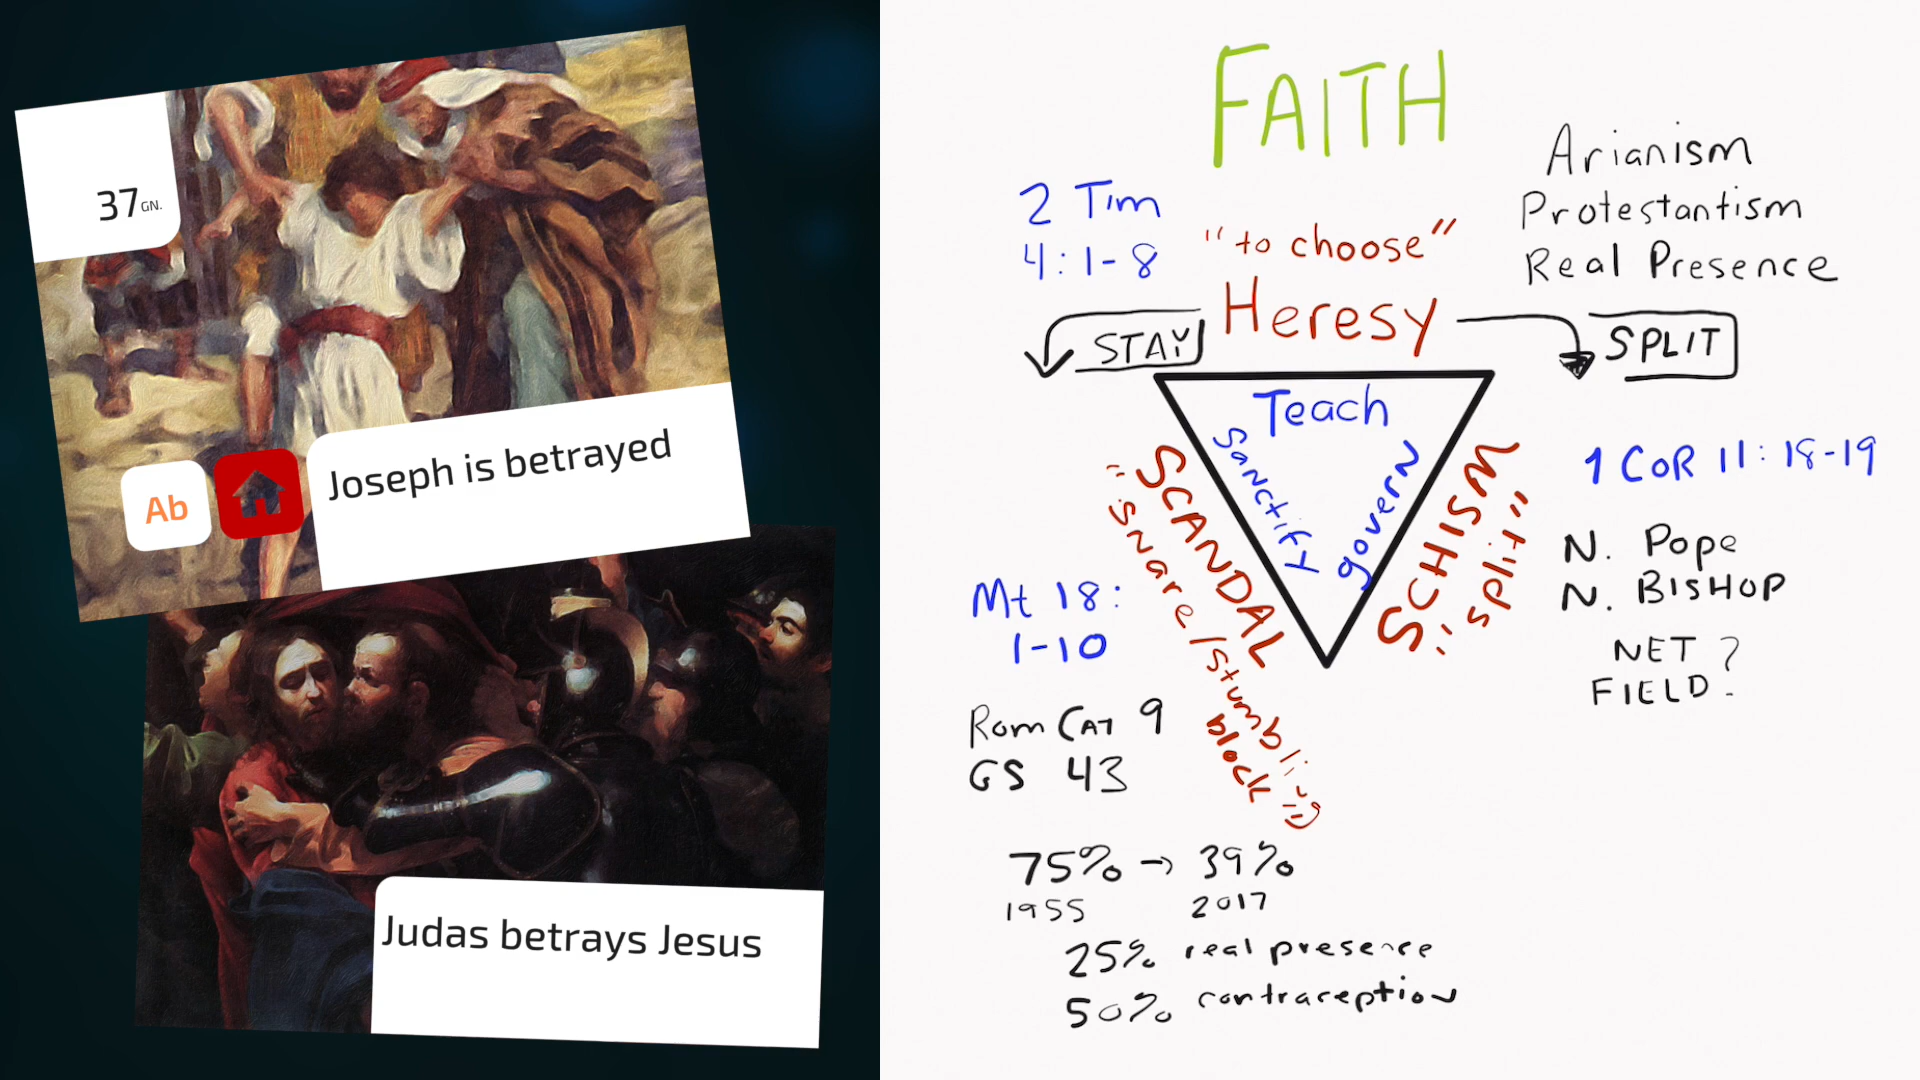 37 GN.
Ab
Joseph is betrayed
Judas betrays Jesus
FAITH
2 Tim
4:1-8
"to choose"
Heresy
Arianism
Protestantism
Real Presence
STAY
SPLIT
Teach
Sanctify
govern
SCANDAL
"snare/stumbling
block"
SCHISM
"split"
1 COR 11:18-19
N. Pope
N. BISHOP
NET ?
FIELD .
Mt 18:
1-10
Rom CAT 9
GS 43
75% → 39%
1955 2017
25% real presence
50% contraception